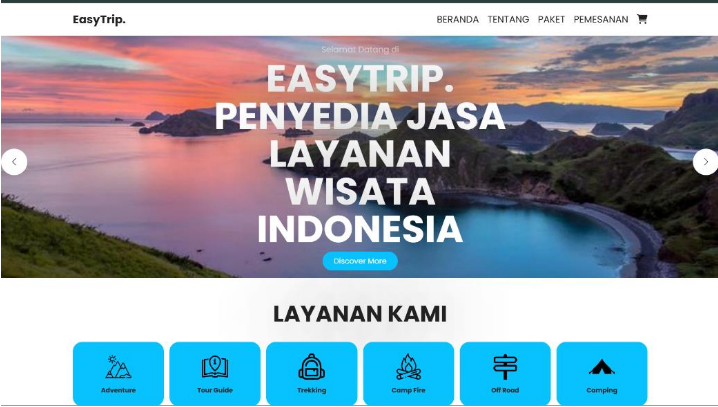 EasyTrip.
BERANDA TENTANG PAKET PEMESANAN
Selamat Datang di
EASYTRIP.
PENYEDIA JASA
LAYANAN
WISATA
INDONESIA
Discover More
LAYANAN KAMI
Adventure
Tour Guide
Trekking
Camp Fire
Off Road
Camping